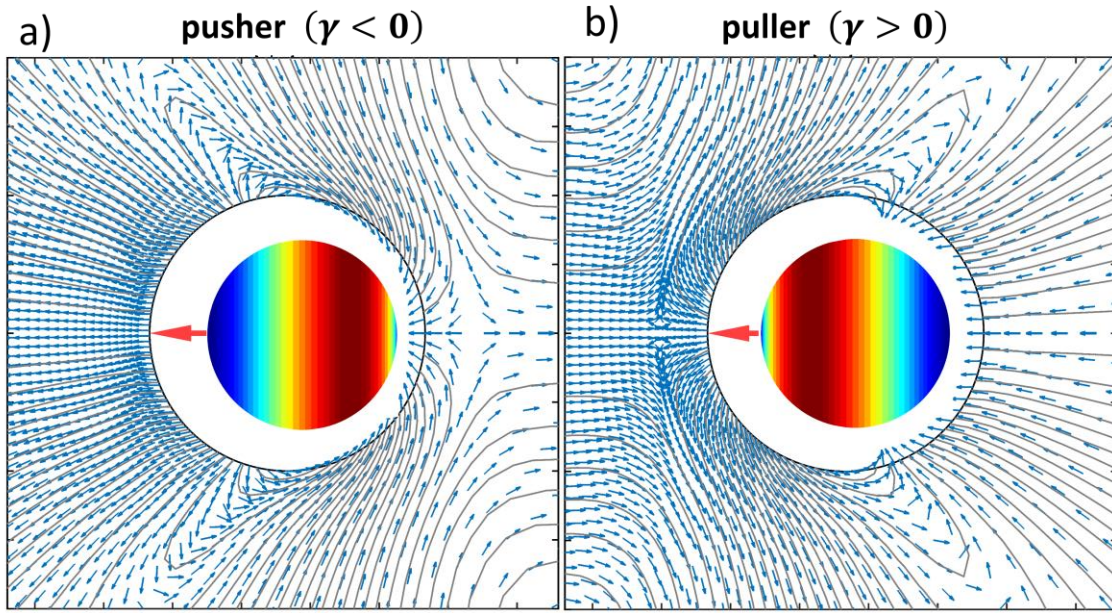 a) pusher (γ < 0)
b) puller (γ > 0)